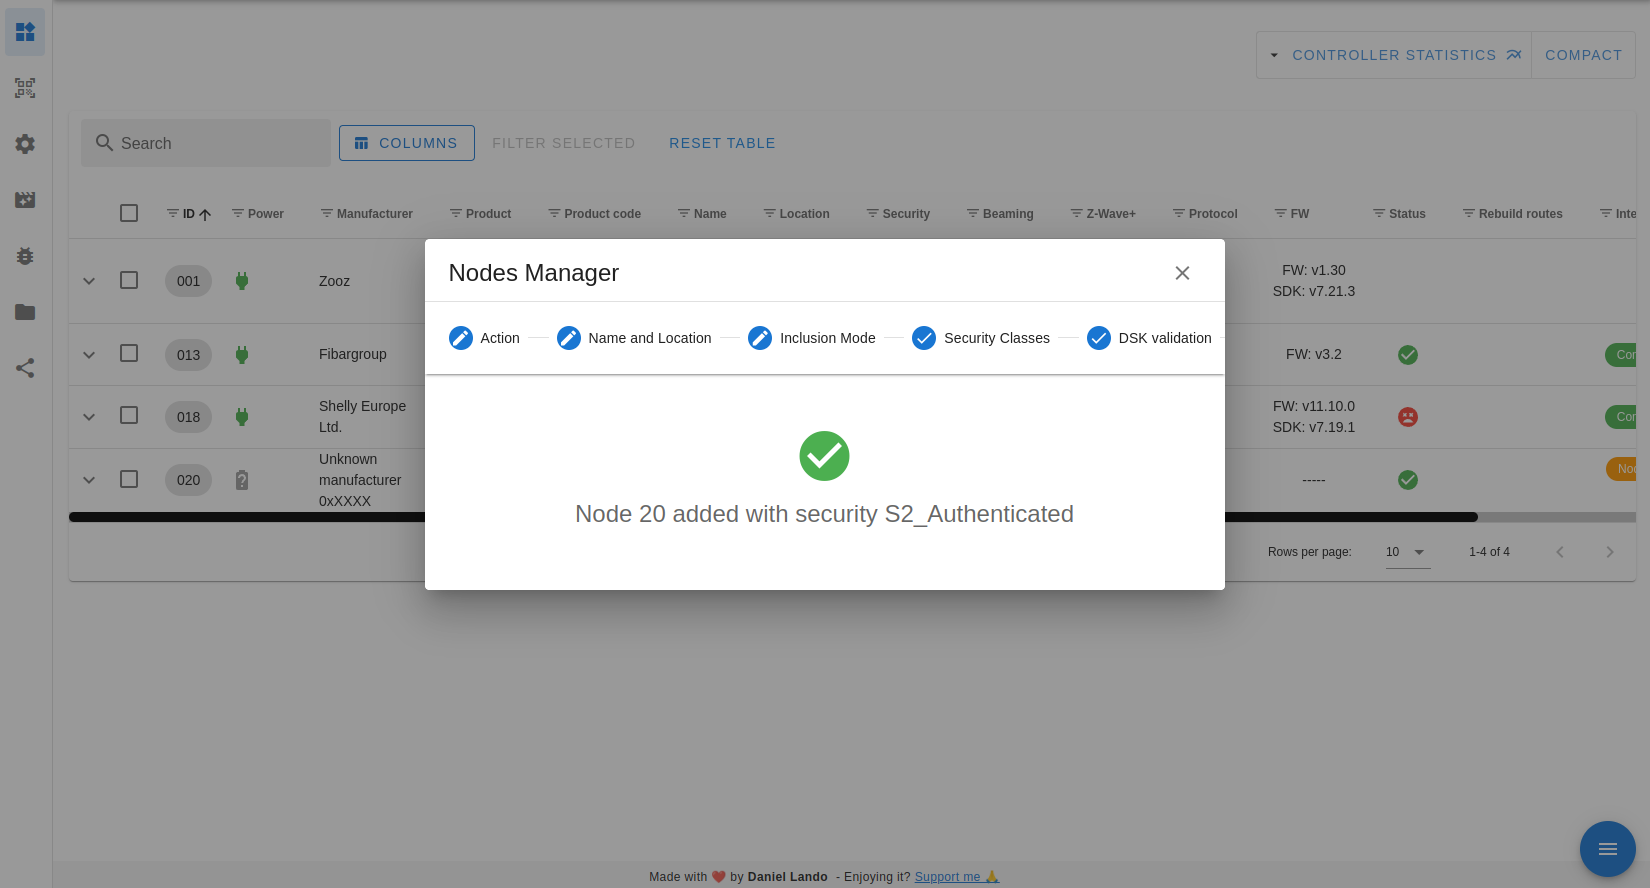 CONTROLLER STATISTICS COMPACT
Search COLUMNS FILTER SELECTED RESET TABLE
ID Power Manufacturer Product Product code Name Location Security Beaming Z-Wave+ Protocol FW Status Rebuild routes Inte
Nodes Manager
Action Name and Location Inclusion Mode Security Classes DSK validation
Node 20 added with security S2_Authenticated
001 Zooz FW: v1.30
SDK: v7.21.3
013 Fibargroup FW: v3.2 Con
018 Shelly Europe FW: v11.10.0 Con
Ltd. SDK: v7.19.1
020 Unknown ----- Noc
manufacturer
0xXXXX
Rows per page: 10 1-4 of 4
Made with ❤️ by Daniel Lando - Enjoying it? Support me 🙏